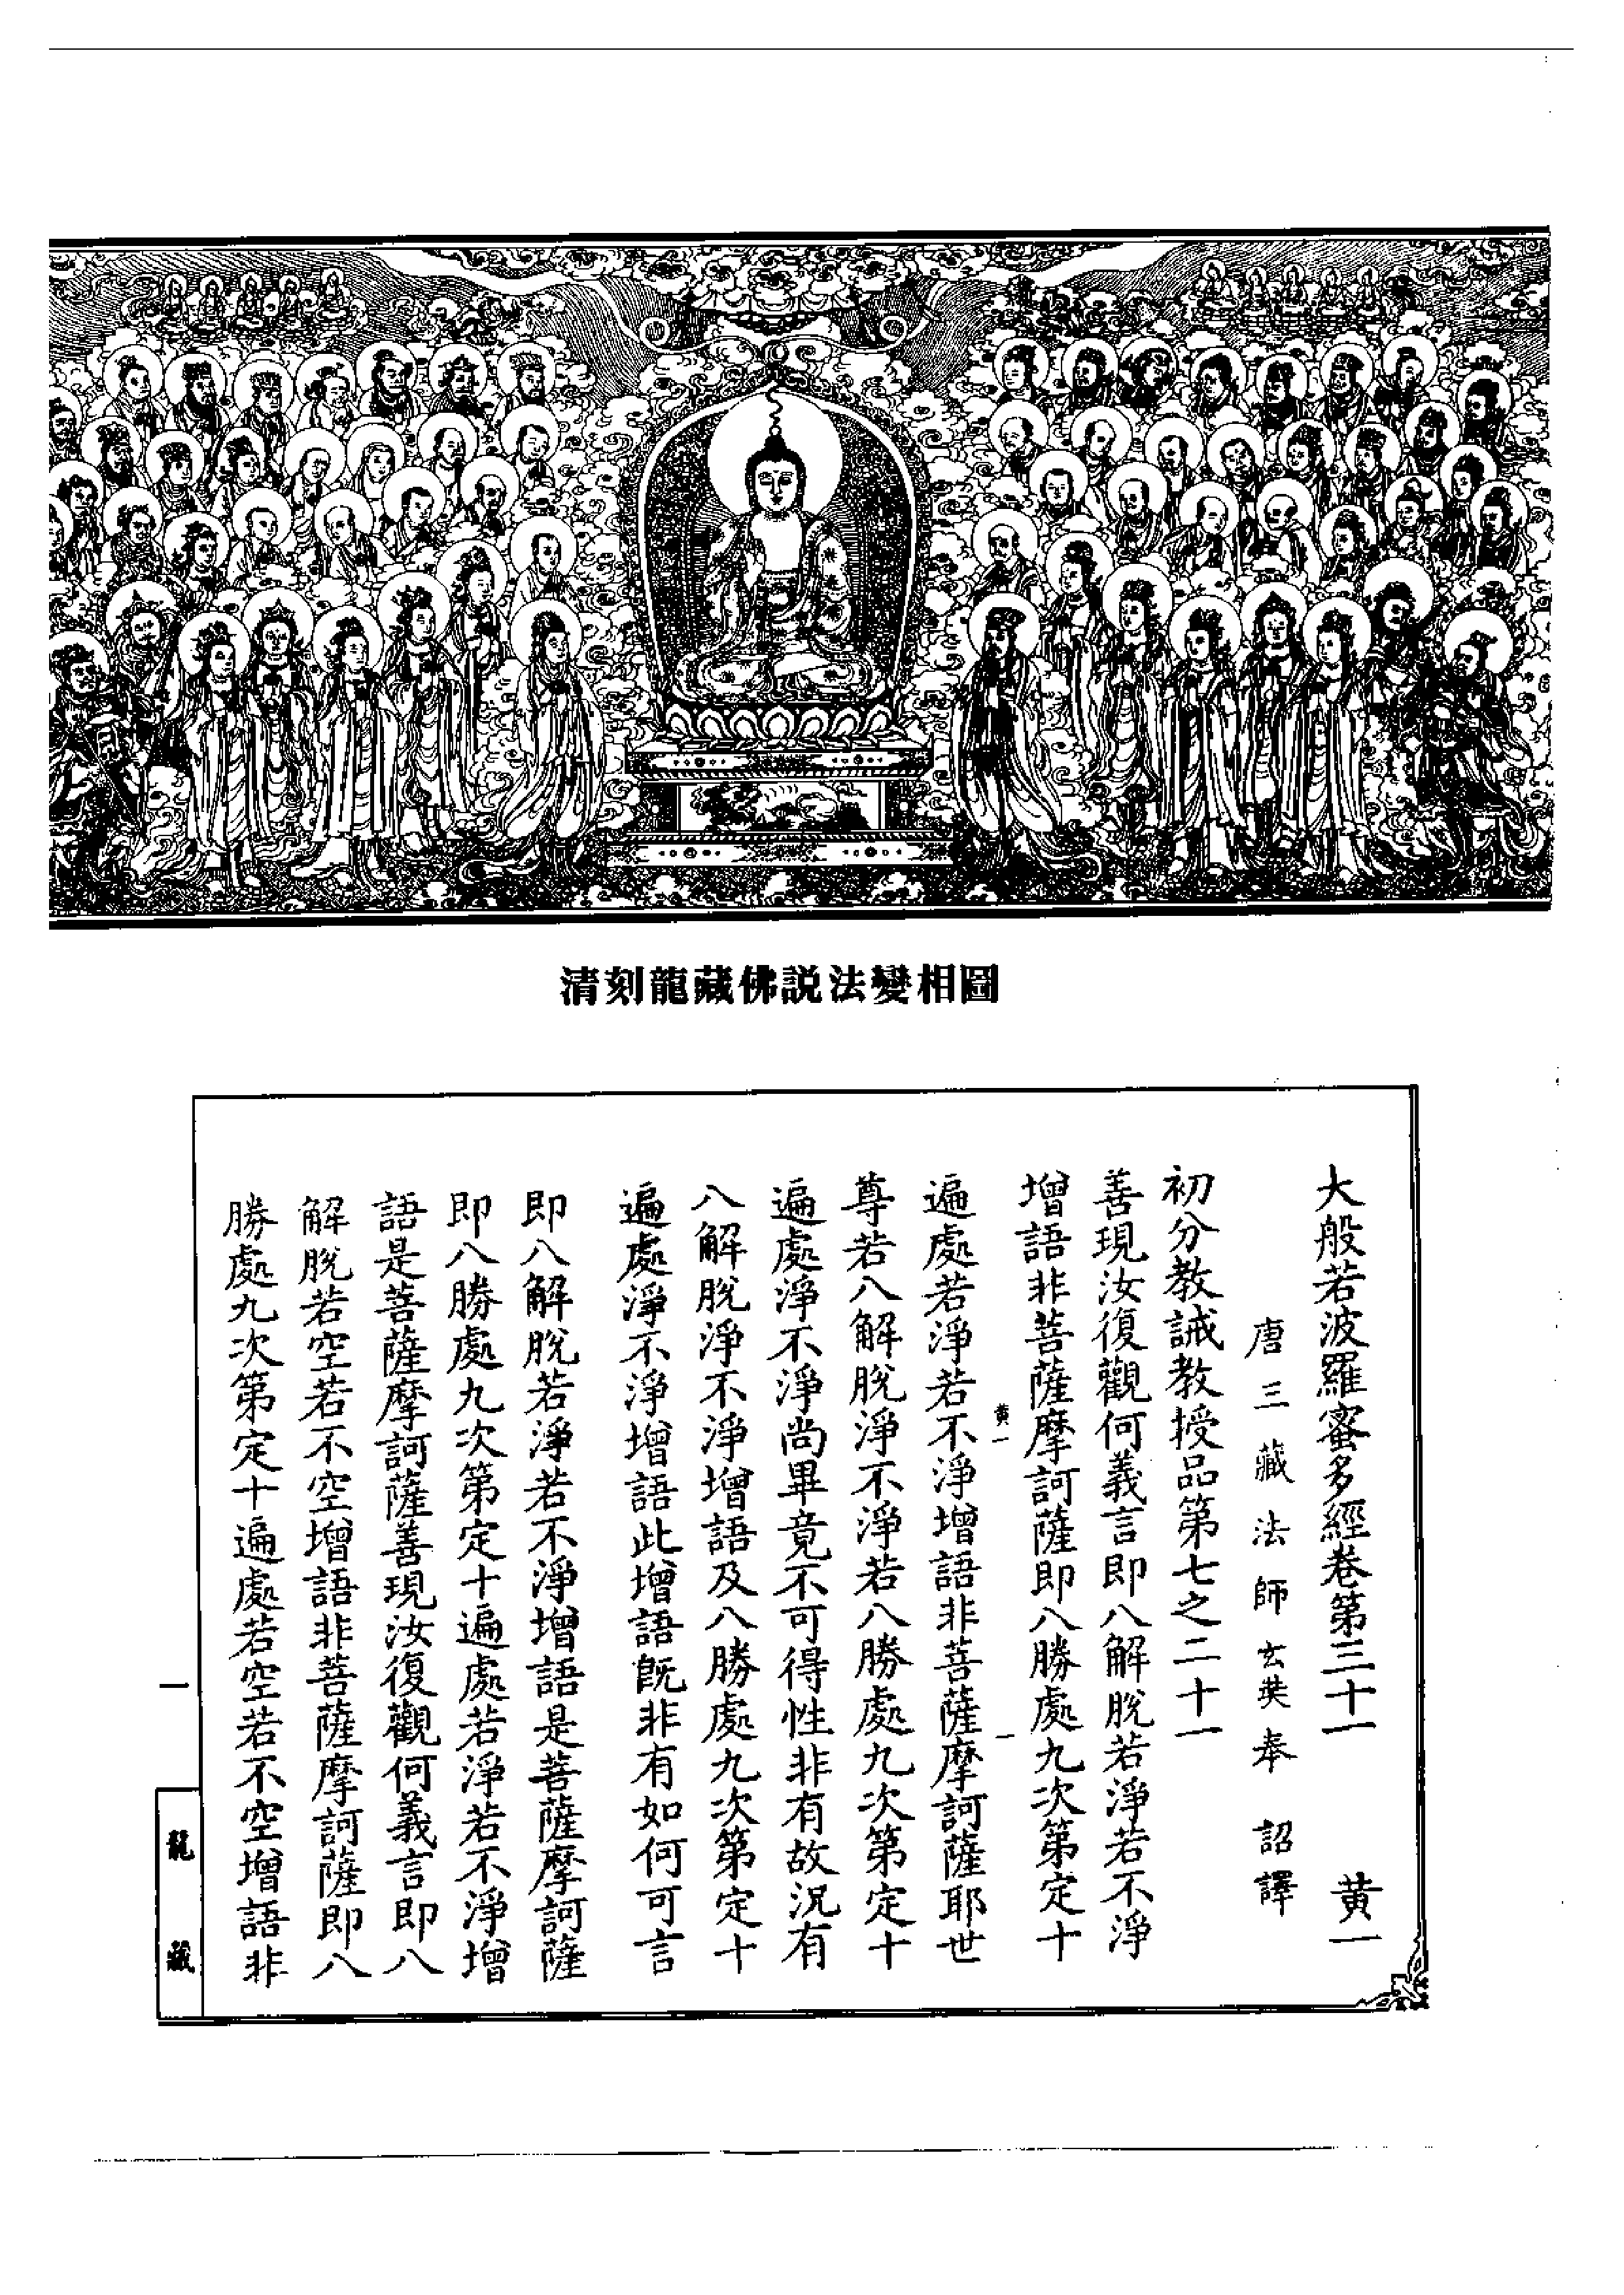 清刻龍藏佛説法變相圖
大般若波羅蜜多經卷第三十一 黄一
唐三藏法師玄奘奉 詔譯
初分教誡教授品第七之二十一
善現汝復觀何義言即八解脫若淨若不淨
增語非菩薩摩訶薩即八勝處九次第定十
黄一 一
遍處若淨若不淨增語非菩薩摩訶薩耶世
尊若八解脫淨不淨若八勝處九次第定十
遍處淨不淨尚畢竟不可得性非有故況有
八解脫淨不淨增語及八勝處九次第定十
遍處淨不淨增語此增語既非有如何可言
即八解脫若淨若不淨增語是菩薩摩訶薩
即八勝處九次第定十遍處若淨若不淨增
語是菩薩摩訶薩善現汝復觀何義言即八
解脫若空若不空增語非菩薩摩訶薩即八
勝處九次第定十遍處若空若不空增語非
一
龍藏